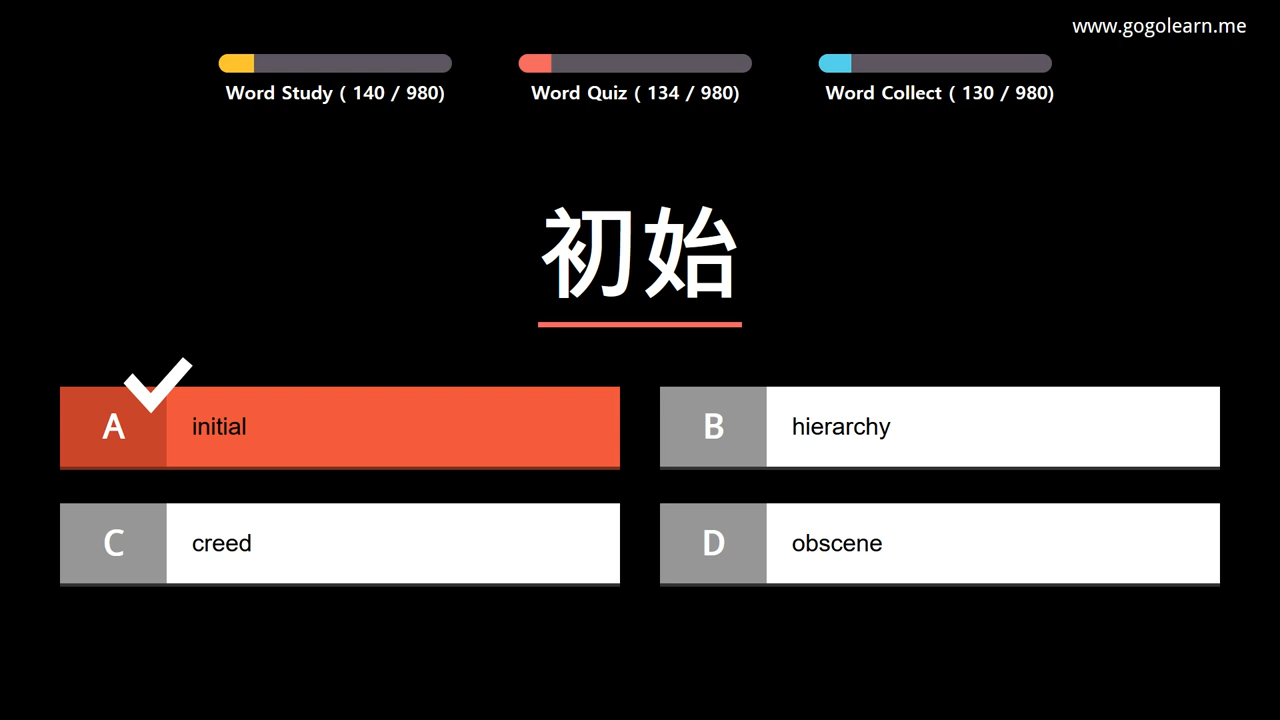 www.gogolearn.me
Word Study ( 140 / 980)
Word Quiz ( 134 / 980)
Word Collect ( 130 / 980)
初始
A initial
B hierarchy
C creed
D obscene